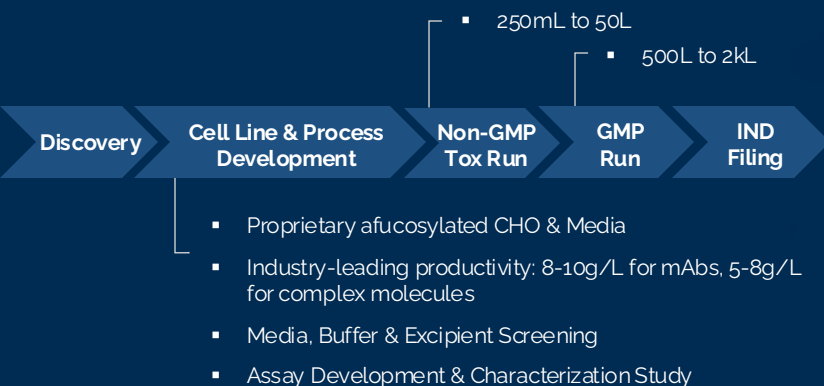 ▪ 250mL to 50L
▪ 500L to 2kL
Discovery
Cell Line & Process
Development
Non-GMP
Tox Run
GMP
Run
IND
Filing
▪ Proprietary afucosylated CHO & Media
▪ Industry-leading productivity: 8-10g/L for mAbs, 5-8g/L
for complex molecules
▪ Media, Buffer & Excipient Screening
▪ Assay Development & Characterization Study